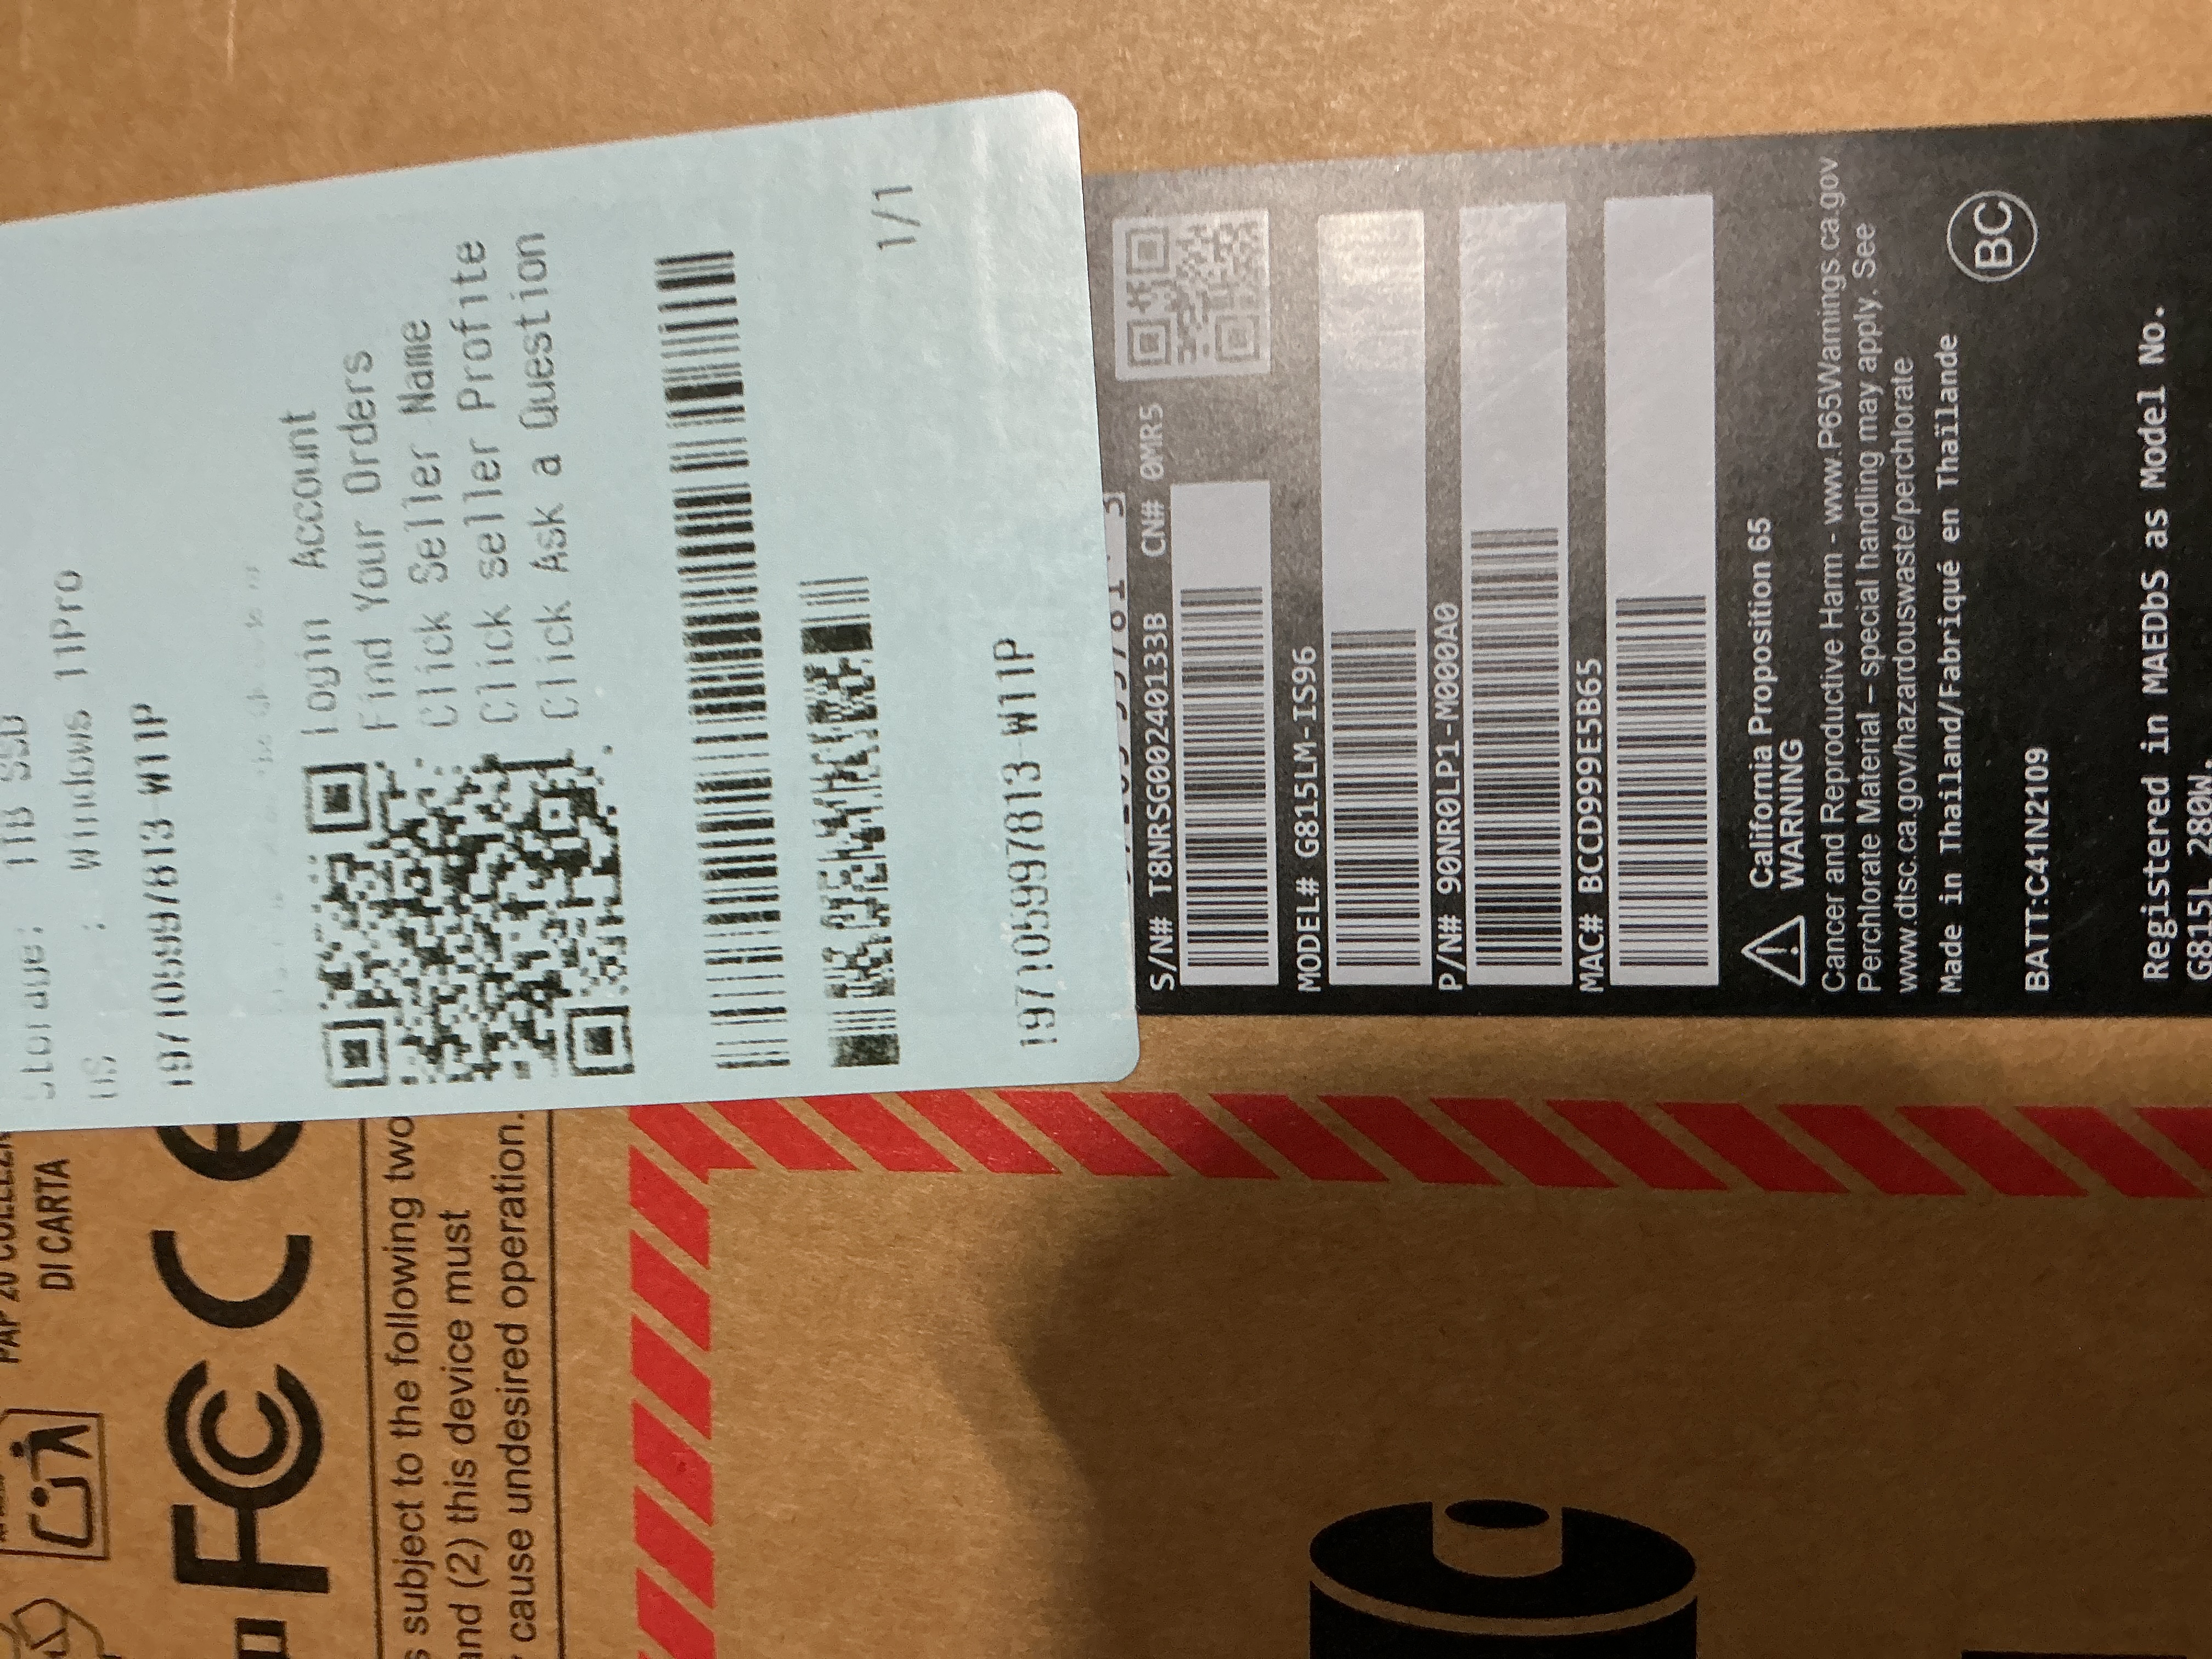 1TB SSD
Windows 11Pro
197105997813-W11P
Login Account
Find Your Orders
Click Seller Name
Click seller Profite
Click Ask a Question
1/1
197105997813-W11P
S/N# T8NRSG00240133B CN# 0MR5
MODEL# G815LM-IS96
P/N# 90NR0LP1-M000A0
MAC# BCCD999E5B65
California Proposition 65
WARNING
Cancer and Reproductive Harm - www.P65Warnings.ca.gov
Perchlorate Material – special handling may apply. See
www.dtsc.ca.gov/hazardouswaste/perchlorate
Made in Thailand/Fabriqué en Thaïlande
BC
BATT:C41N2109
Registered in MAEDbS as Model No.
G815L 280W.
DI CARTA
FC CE
subject to the following two
and (2) this device must
cause undesired operation.